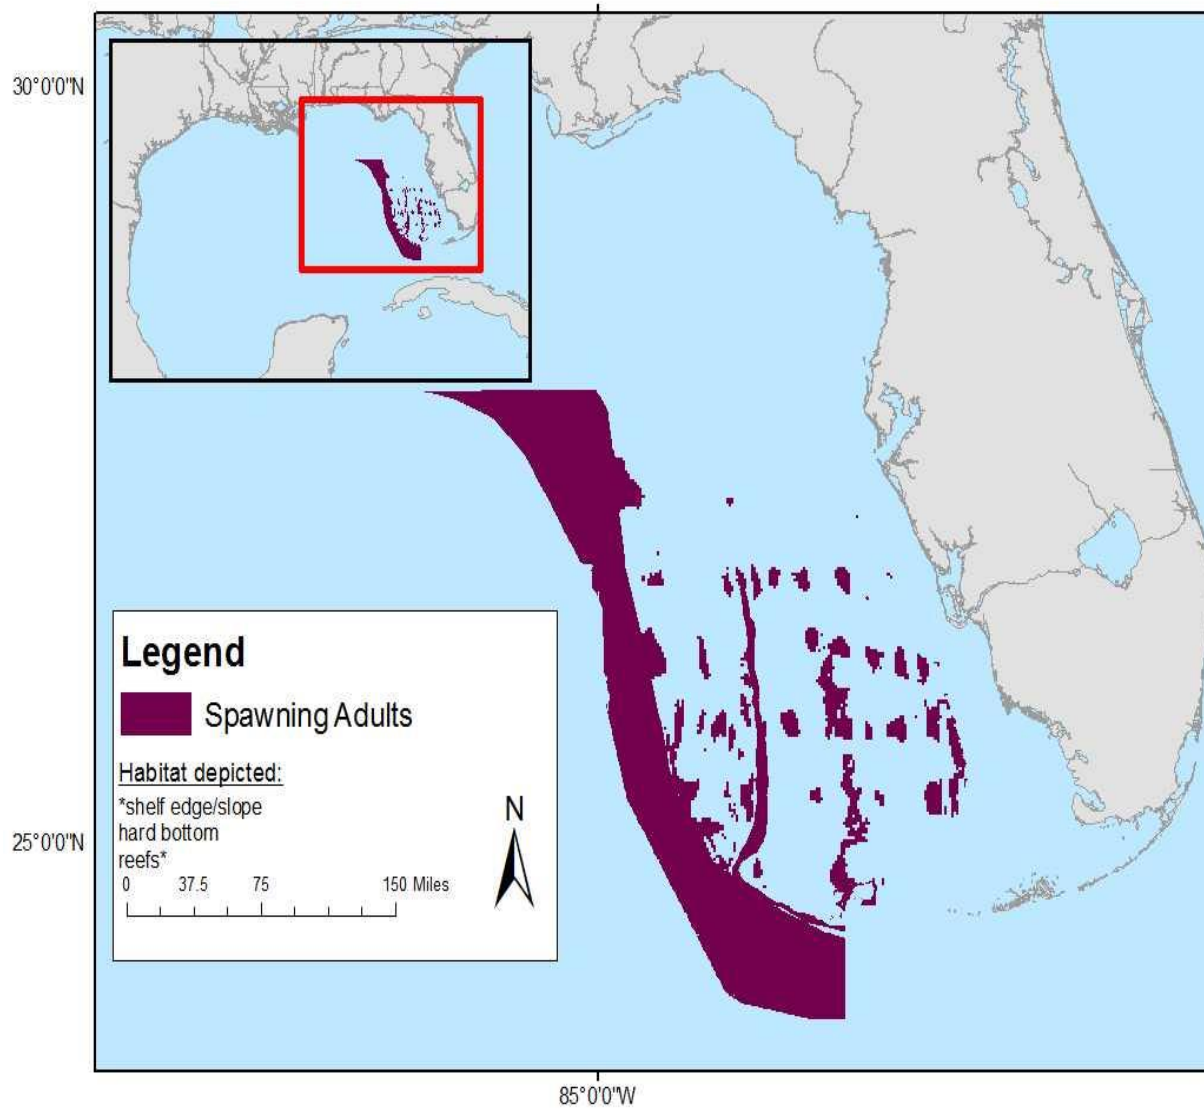 30°0'0"N
Legend
Spawning Adults
Habitat depicted:
*shelf edge/slope
hard bottom
reefs*
0 37.5 75 150 Miles
N
25°0'0"N
85°0'0"W